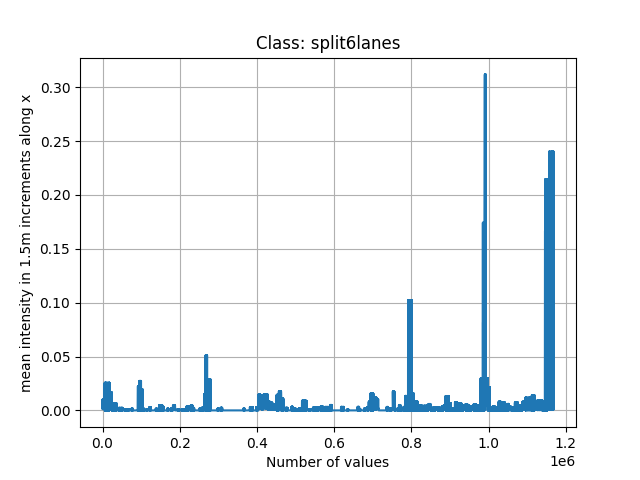 Class: split6lanes
mean intensity in 1.5m increments along x
0.30
0.25
0.20
0.15
0.10
0.05
0.00
0.0 0.2 0.4 0.6 0.8 1.0 1.2
1e6
Number of values